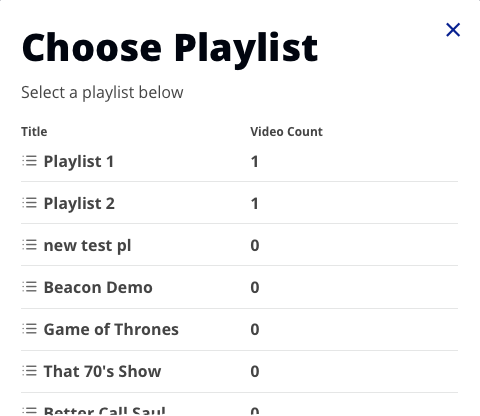 Choose Playlist
Select a playlist below
Title Video Count
Playlist 1 1
Playlist 2 1
new test pl 0
Beacon Demo 0
Game of Thrones 0
That 70's Show 0
Better Call Saul 0